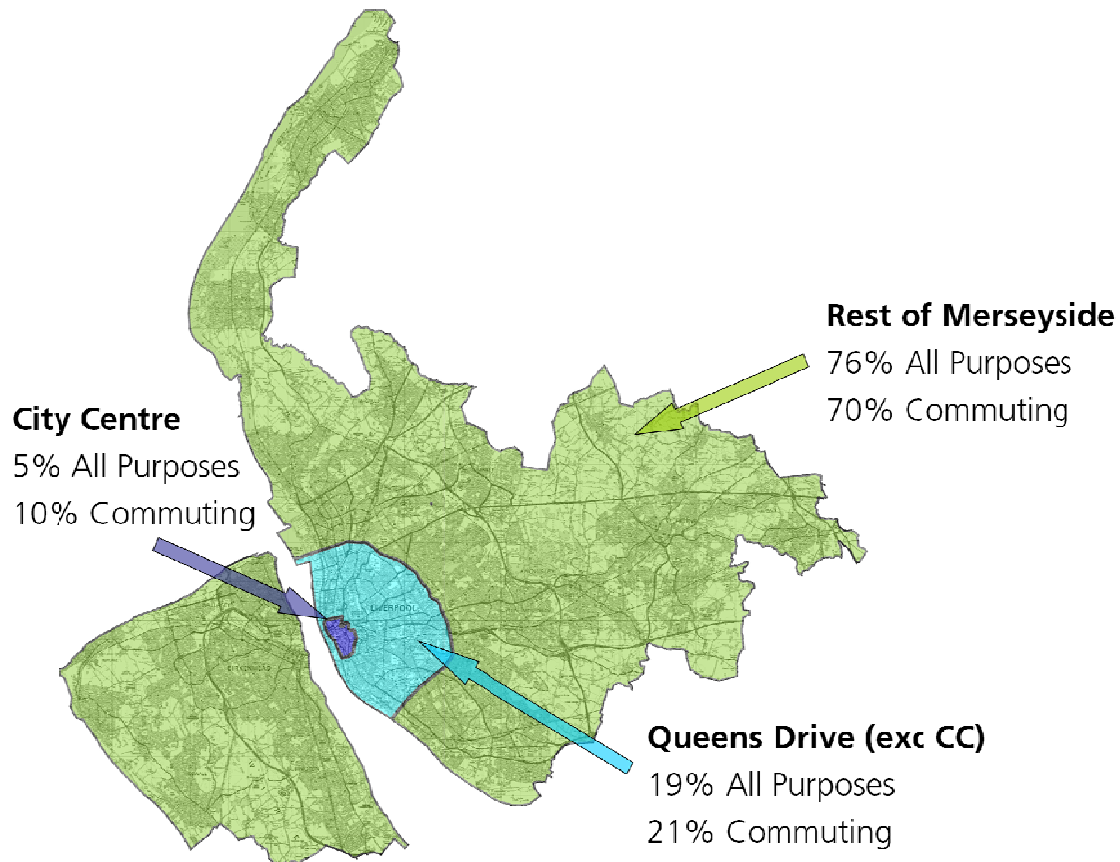 Rest of Merseyside
76% All Purposes
70% Commuting
City Centre
5% All Purposes
10% Commuting
LIVERPOOL
Queens Drive (exc CC)
19% All Purposes
21% Commuting